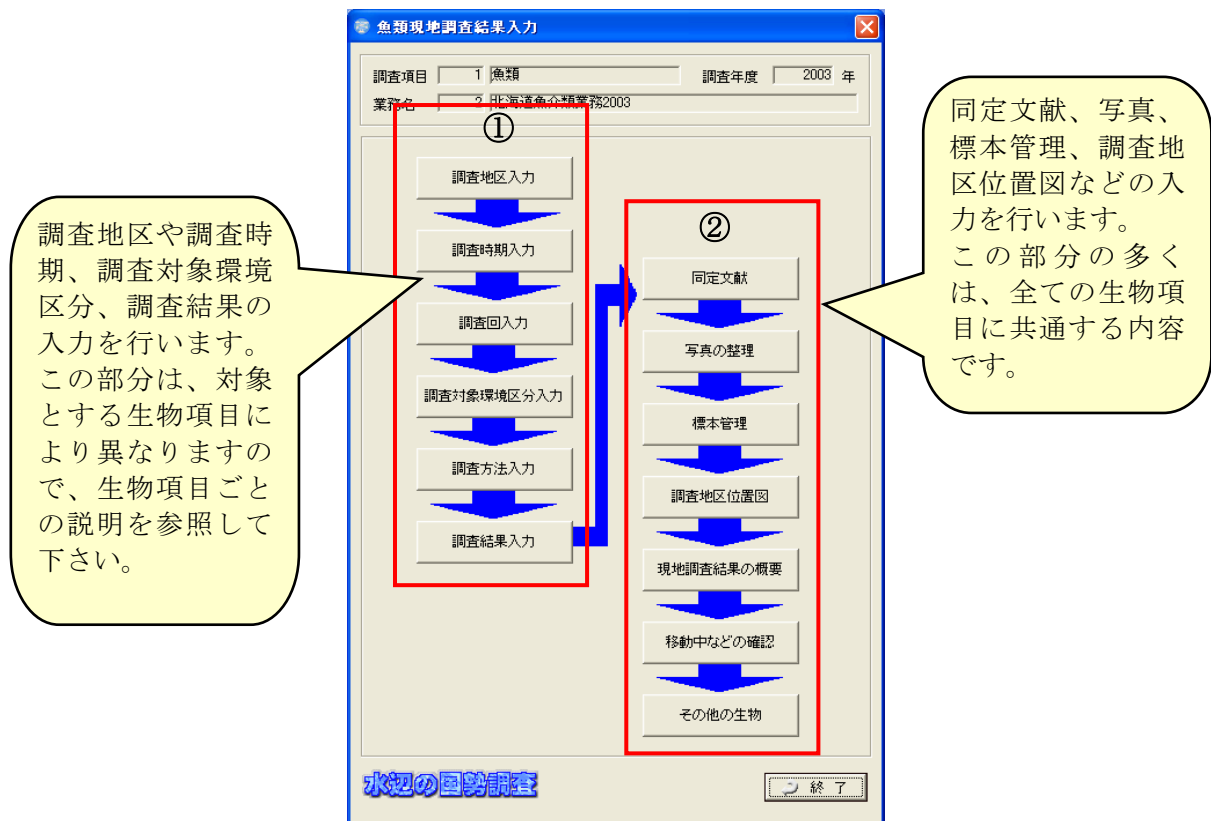 魚類現地調査結果入力
調査項目 1 魚類 調査年度 2003 年
業務名 2 北海道魚介類業務2003
①
調査地区入力
調査時期入力
調査回入力
調査対象環境区分入力
調査方法入力
調査結果入力
②
同定文献
写真の整理
標本管理
調査地区位置図
現地調査結果の概要
移動中などの確認
その他の生物
水辺の国勢調査
終 了
調査地区や調査時
期、調査対象環境
区分、調査結果の
入力を行います。
この部分は、対象
とする生物項目に
より異なりますの
で、生物項目ごと
の説明を参照して
下さい。
同定文献、写真、
標本管理、調査地
区位置図などの入
力を行います。
この部分の多く
は、全ての生物項
目に共通する内容
です。